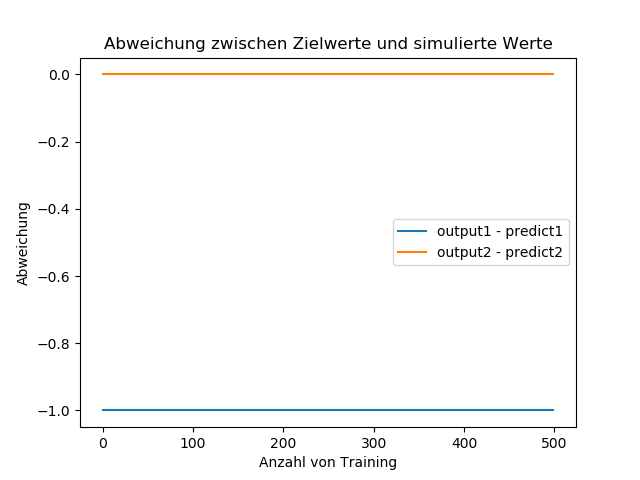 Abweichung zwischen Zielwerte und simulierte Werte
0.0
−0.2
−0.4
−0.6
−0.8
−1.0
Abweichung
output1 - predict1
output2 - predict2
0 100 200 300 400 500
Anzahl von Training